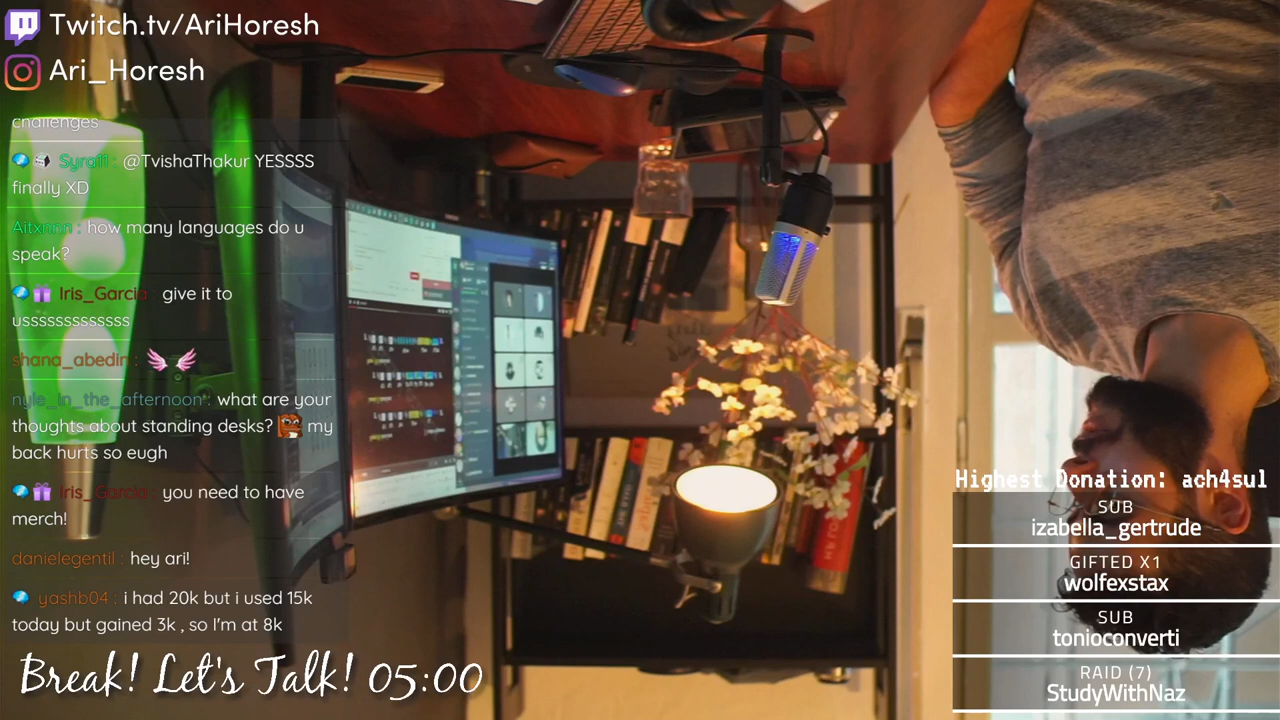 Twitch.tv/AriHoresh
Ari_Horesh
challenges
Syrafi1 : @TvishaThakur YESSSS
finally XD
Aitxnnn : how many languages do u
speak?
Iris_Garcia : give it to
usssssssssssss
shana_abedin :
nyle_in_the_afternoon : what are your
thoughts about standing desks? my
back hurts so eugh
Iris_Garcia : you need to have
merch!
danielegentil : hey ari!
yashb04 : i had 20k but i used 15k
today but gained 3k , so I'm at 8k
Break! Let's Talk! 05:00
Highest Donation: ach4sul
SUB
izabella_gertrude
GIFTED X1
wolfexstax
SUB
tonioconverti
RAID (7)
StudyWithNaz